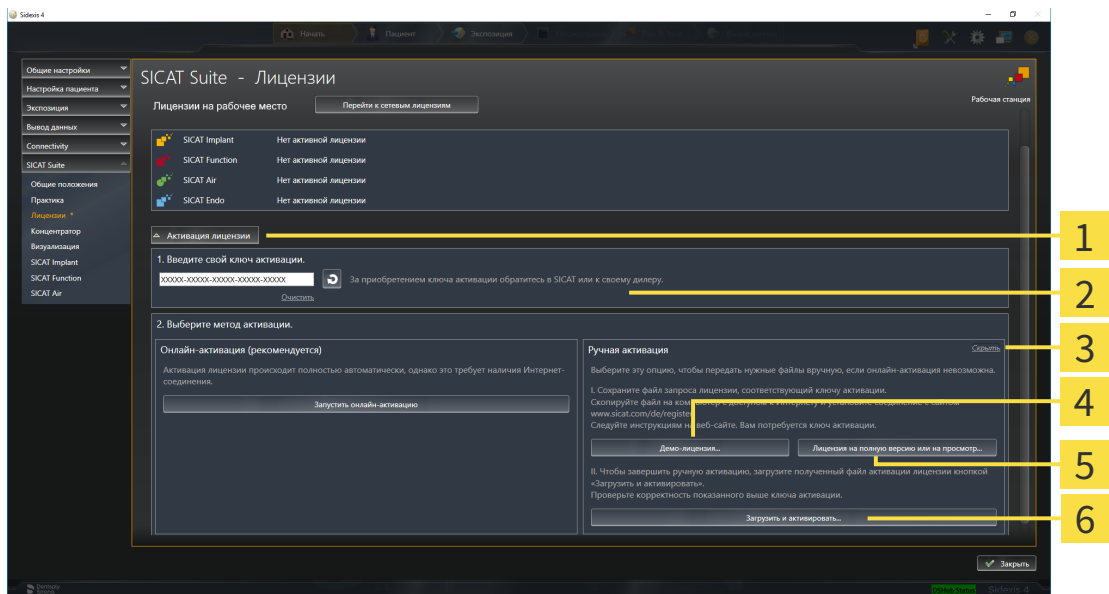 Sidexis 4
Начать
Пациент
Экспозиция
Общие настройки
Настройка пациента
Экспозиция
Вывод данных
Connectivity
SICAT Suite
Общие положения
Практика
Лицензии *
Концентратор
Визуализация
SICAT Implant
SICAT Function
SICAT Air
SICAT Suite - Лицензии
Рабочая станция
Лицензии на рабочее место
Перейти к сетевым лицензиям
SICAT Implant Нет активной лицензии
SICAT Function Нет активной лицензии
SICAT Air Нет активной лицензии
SICAT Endo Нет активной лицензии
Активация лицензии
1
1. Введите свой ключ активации.
XXXXX-XXXXX-XXXXX-XXXXX-XXXXX
За приобретением ключа активации обратитесь в SICAT или к своему дилеру.
2
Очистить
2. Выберите метод активации.
Онлайн-активация (рекомендуется)
Активация лицензии происходит полностью автоматически, однако это требует наличия Интернет-
соединения.
Запустить онлайн-активацию
Ручная активация
Скрыть
3
Выберите эту опцию, чтобы передать нужные файлы вручную, если онлайн-активация невозможна.
I. Сохраните файл запроса лицензии, соответствующий ключу активации.
Скопируйте файл на компьютер с доступом к Интернету и установите соединение с сайтом
www.sicat.com/de/register
4
Следуйте инструкциям на веб-сайте. Вам потребуется ключ активации.
Демо-лицензия...
Лицензия на полную версию или на просмотр...
5
II. Чтобы завершить ручную активацию, загрузите полученный файл активации лицензии кнопкой
«Загрузить и активировать».
Проверьте корректность показанного выше ключа активации.
Загрузить и активировать...
6
Закрыть
Dentsply
Sirona
Sidexis 4